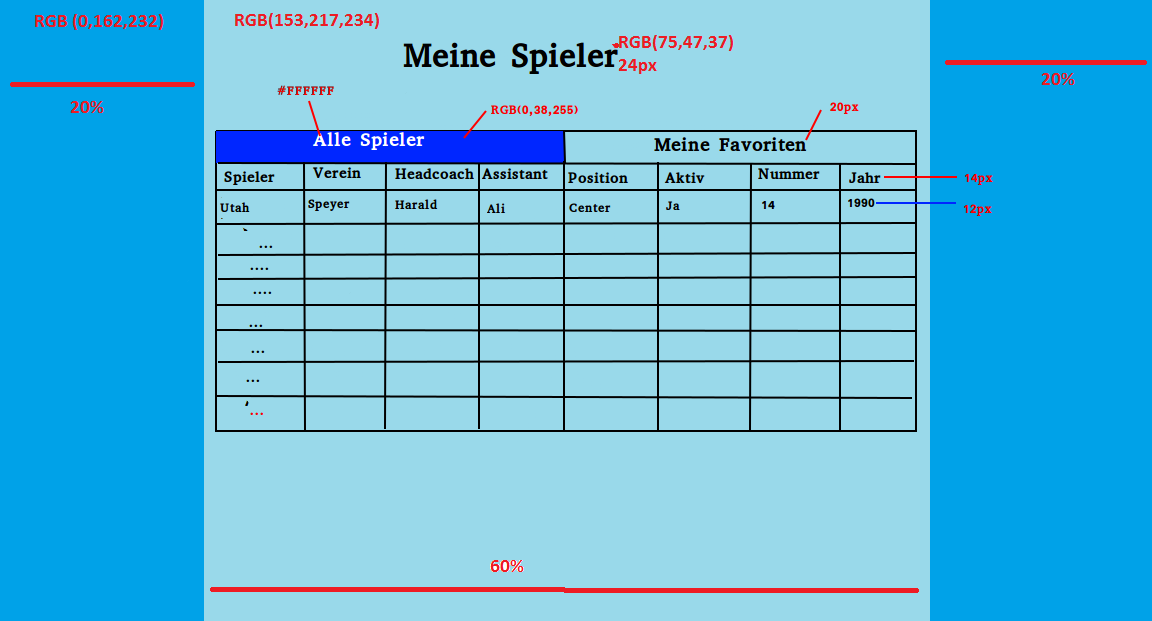 RGB (0,162,232)
RGB(153,217,234)
Meine Spieler
RGB(75,47,37)
24px
20%
20%
#FFFFFF
RGB(0,38,255)
20px
Alle Spieler
Meine Favoriten
Spieler Verein Headcoach Assistant Position Aktiv Nummer Jahr
14px
Utah Speyer Harald Ali Center Ja 14 1990
12px
...
....
....
...
...
...
...
60%